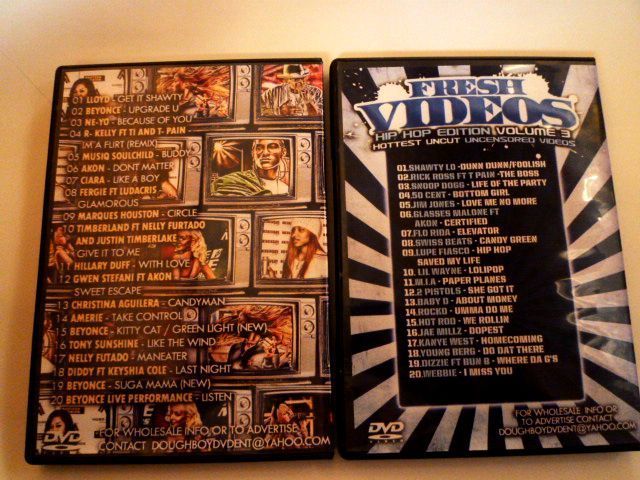 01 LLOYD - GET IT SHAWTY
02 BEYONCE - UPGRADE U
03 NE-YO - BECAUSE OF YOU
04 R- KELLY FT TI AND T- PAIN
IM A FLIRT (REMIX)
05 MUSIQ SOULCHILD - BUDDY
06 AKON - DONT MATTER
07 CIARA - LIKE A BOY
08 FERGIE FT LUDACRIS
GLAMOROUS
09 MARQUES HOUSTON - CIRCLE
10 TIMBERLAND FT NELLY FURTADO
AND JUSTIN TIMBERLAKE
GIVE IT TO ME
11 HILLARY DUFF - WITH LOVE
12 GWEN STEFANI FT AKON
SWEET ESCAPE
13 CHRISTINA AGUILERA - CANDYMAN
14 AMERIE - TAKE CONTROL
15 BEYONCE - KITTY CAT / GREEN LIGHT (NEW)
16 TONY SUNSHINE - LIKE THE WIND
17 NELLY FUTADO - MANEATER
18 DIDDY FT KEYSHIA COLE - LAST NIGHT
19 BEYONCE - SUGA MAMA (NEW)
20 BEYONCE LIVE PERFORMANCE - LISTEN
DVD
FOR WHOLESALE INFO OR TO ADVERTISE
CONTACT DOUGHBOYDVDENT@YAHOO.COM
FRESH
VIDEOS
HIP HOP EDITION VOLUME 3
HOTTEST UNCUT UNCENSORED VIDEOS
01.SHAWTY LO -DUNN DUNN/FOOLISH
02.RICK ROSS FT T PAIN -THE BOSS
03.SNOOP DOGG - LIFE OF THE PARTY
04.50 CENT - BOTTOM GIRL
05.JIM JONES - LOVE ME NO MORE
06.GLASSES MALONE FT
AKON - CERTIFIED
07.FLO RIDA - ELEVATOR
08.SWISS BEATS - CANDY GREEN
09.LUPE FIASCO - HIP HOP
SAVED MY LIFE
10. LIL WAYNE - LOLIPOP
11.M.I.A - PAPER PLANES
12.2 PISTOLS - SHE GOT IT
13.BABY D - ABOUT MONEY
14.ROCKO - UMMA DO ME
15.HOT ROD - WE ROLLIN
16.JAE MILLZ - DOPEST
17.KANYE WEST - HOMECOMING
18.YOUNG BERG - DO DAT THERE
19.DIZZIE FT BUN B - WHERE DA G'S
20.WEBBIE - I MISS YOU
DVD
FOR WHOLESALE INFO OR
TO ADVERTISE CONTACT
DOUGHBOYDVDENT@YAHOO.COM